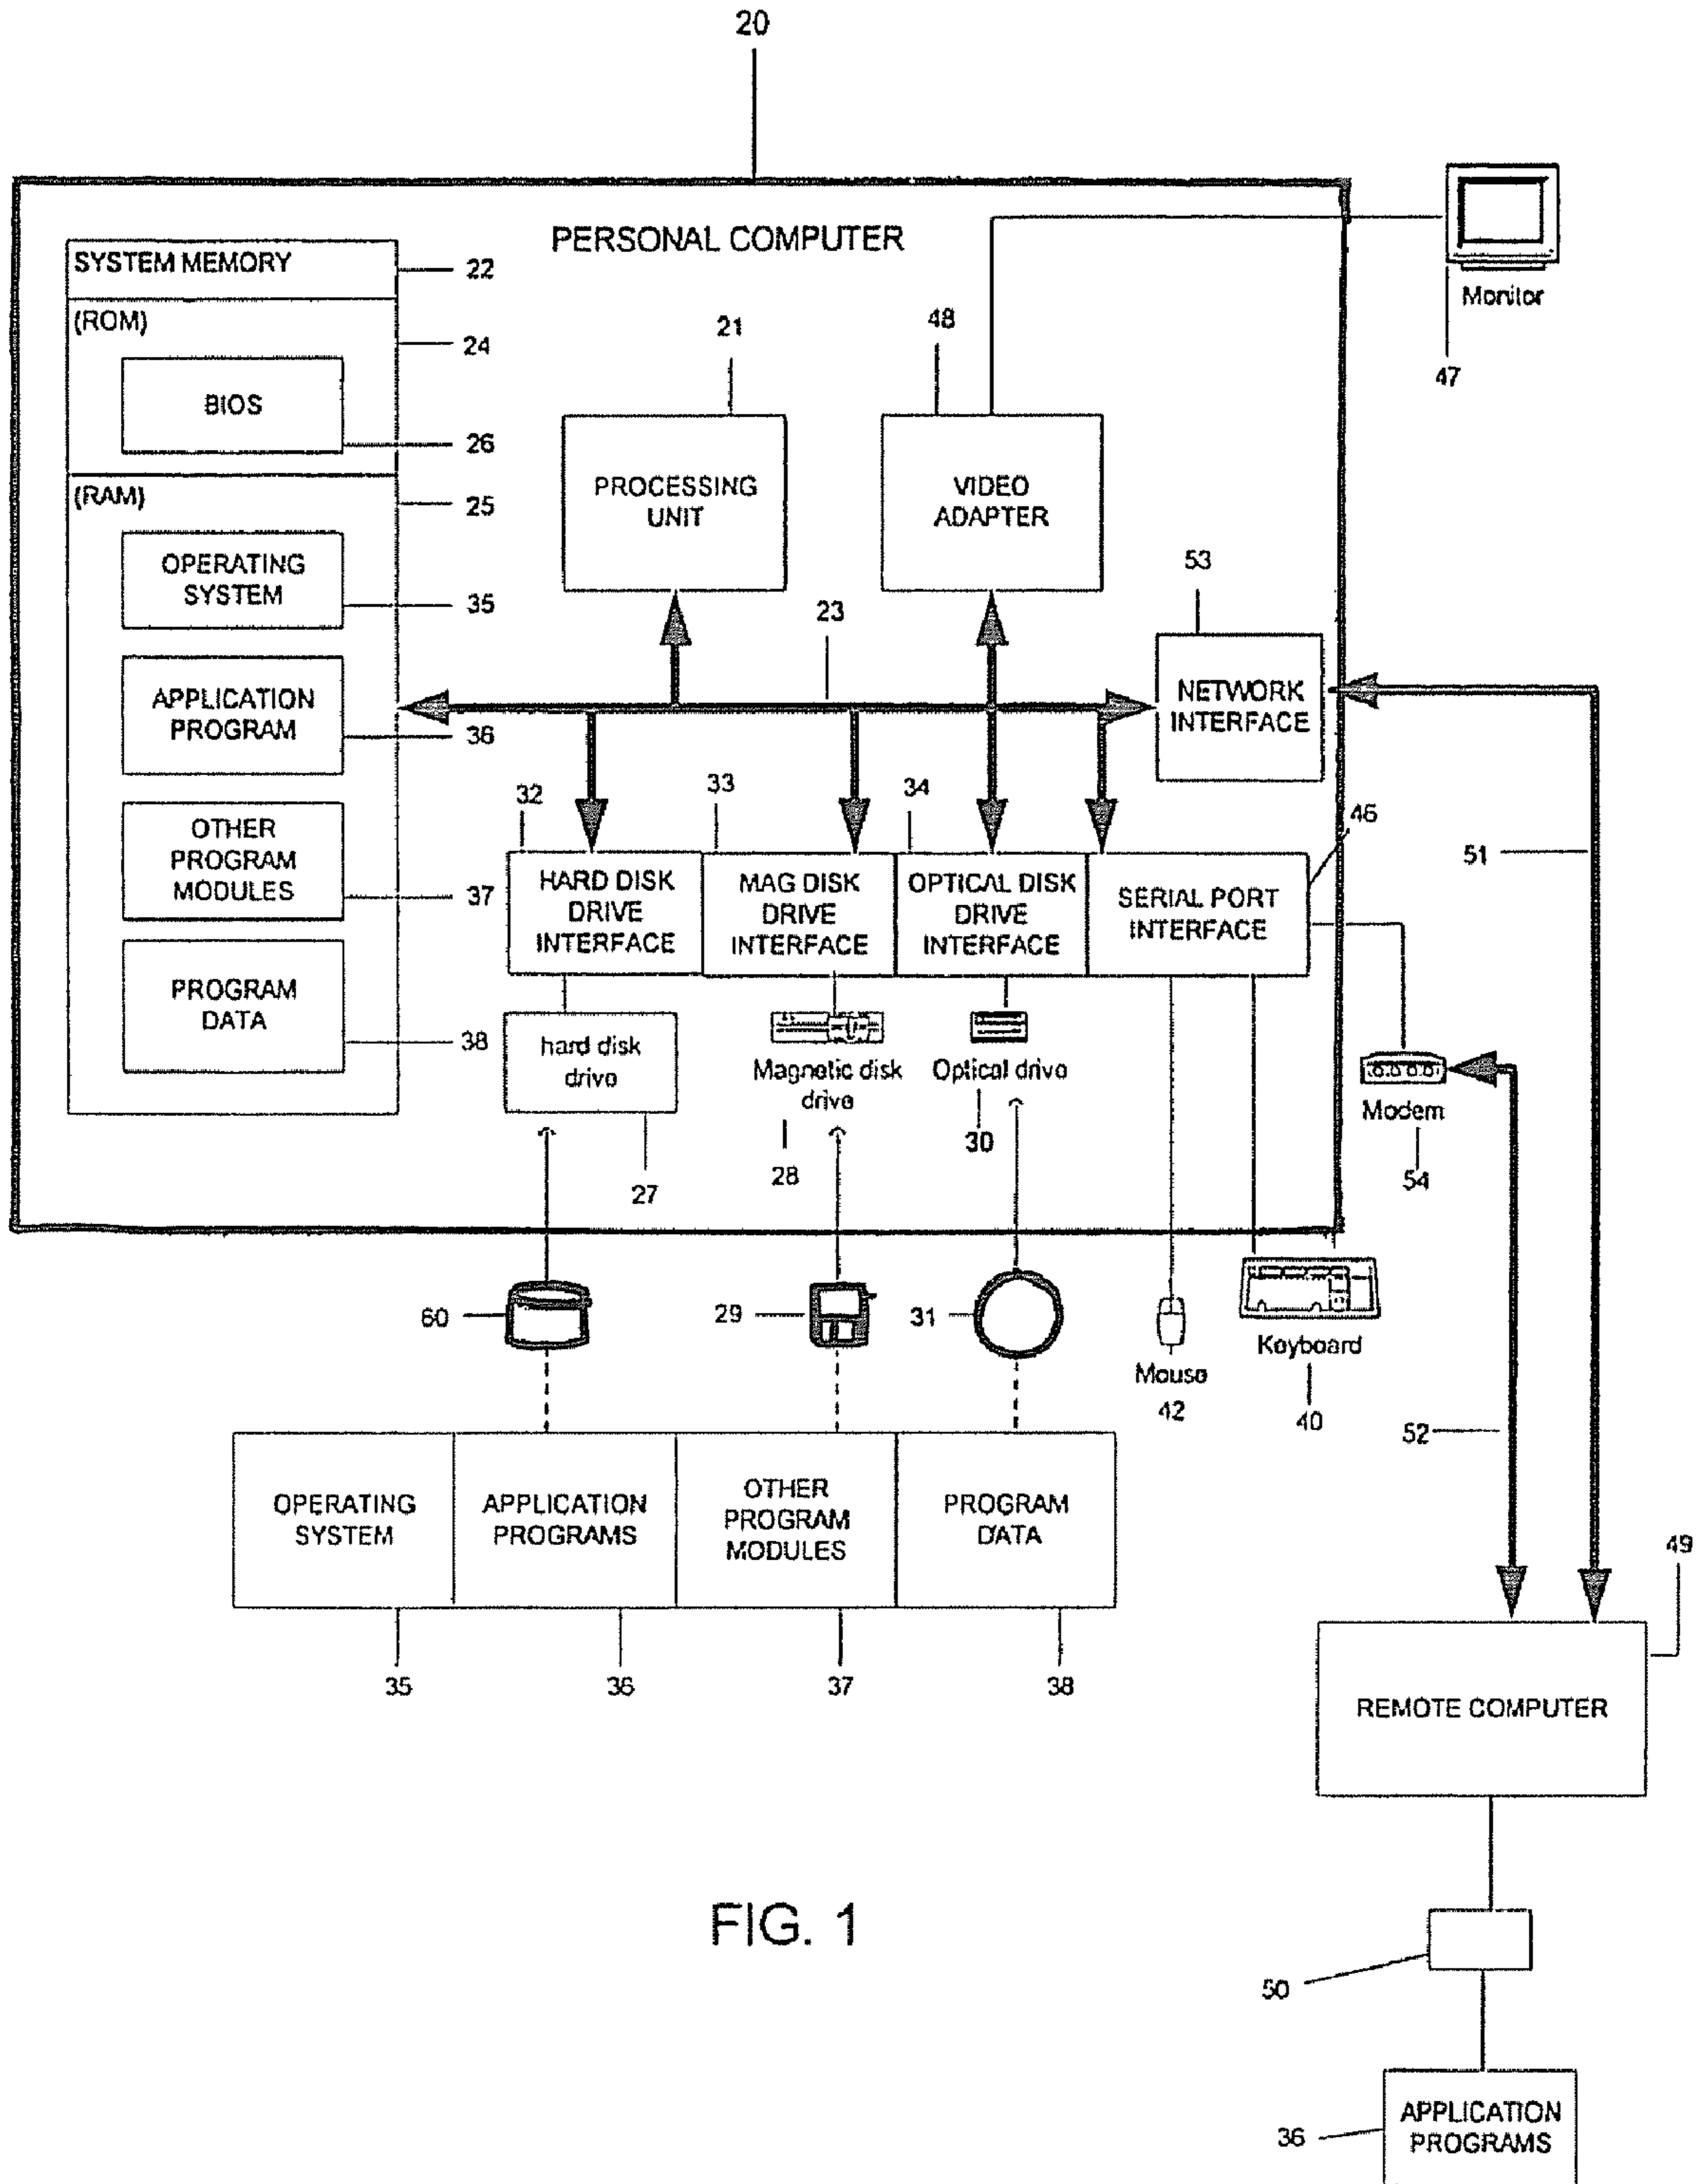 20
PERSONAL COMPUTER
SYSTEM MEMORY
22
(ROM)
24
BIOS
26
(RAM)
25
OPERATING
SYSTEM
35
APPLICATION
PROGRAM
36
OTHER
PROGRAM
MODULES
37
PROGRAM
DATA
38
21
PROCESSING
UNIT
48
VIDEO
ADAPTER
Monitor
47
23
53
NETWORK
INTERFACE
32
HARD DISK
DRIVE
INTERFACE
33
MAG DISK
DRIVE
INTERFACE
34
OPTICAL DISK
DRIVE
INTERFACE
46
SERIAL PORT
INTERFACE
51
hard disk
drive
27
Magnetic disk
drive
28
Optical drive
30
Modem
54
60
29
31
Mouse
42
Keyboard
40
52
OPERATING
SYSTEM
APPLICATION
PROGRAMS
OTHER
PROGRAM
MODULES
PROGRAM
DATA
35
36
37
38
49
REMOTE COMPUTER
FIG. 1
50
36
APPLICATION
PROGRAMS